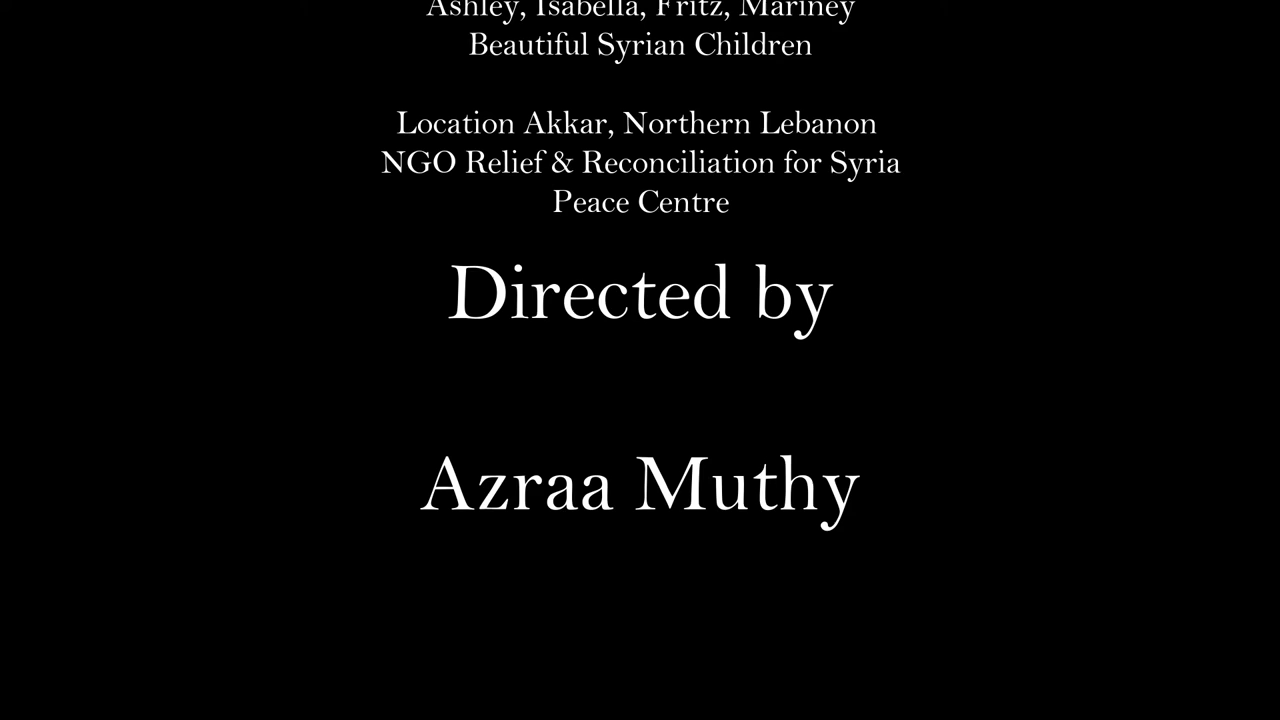 Ashley, Isabella, Fritz, Mariney
Beautiful Syrian Children
Location Akkar, Northern Lebanon
NGO Relief & Reconciliation for Syria
Peace Centre
Directed by
Azraa Muthy